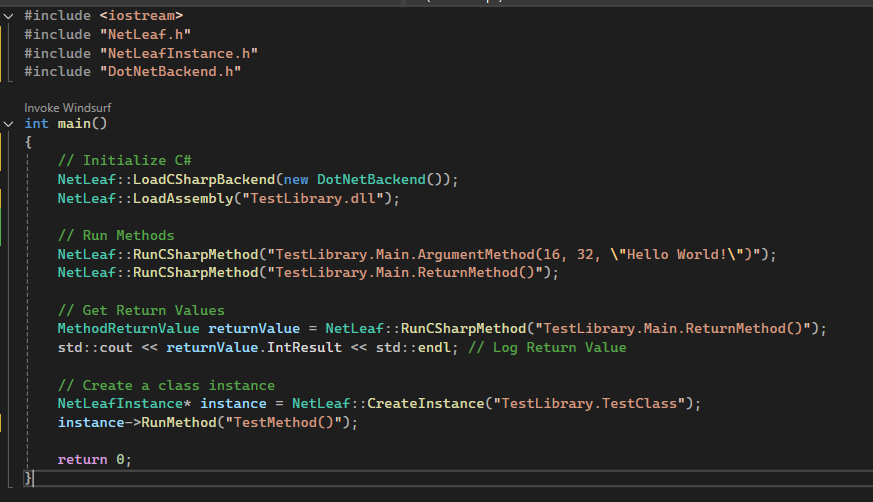 #include <iostream>
#include "NetLeaf.h"
#include "NetLeafInstance.h"
#include "DotNetBackend.h"
Invoke Windsurf
int main()
{
// Initialize C#
NetLeaf::LoadCSharpBackend(new DotNetBackend());
NetLeaf::LoadAssembly("TestLibrary.dll");
// Run Methods
NetLeaf::RunCSharpMethod("TestLibrary.Main.ArgumentMethod(16, 32, \"Hello World!\")");
NetLeaf::RunCSharpMethod("TestLibrary.Main.ReturnMethod()");
// Get Return Values
MethodReturnValue returnValue = NetLeaf::RunCSharpMethod("TestLibrary.Main.ReturnMethod()");
std::cout << returnValue.IntResult << std::endl; // Log Return Value
// Create a class instance
NetLeafInstance* instance = NetLeaf::CreateInstance("TestLibrary.TestClass");
instance->RunMethod("TestMethod()");
return 0;
}